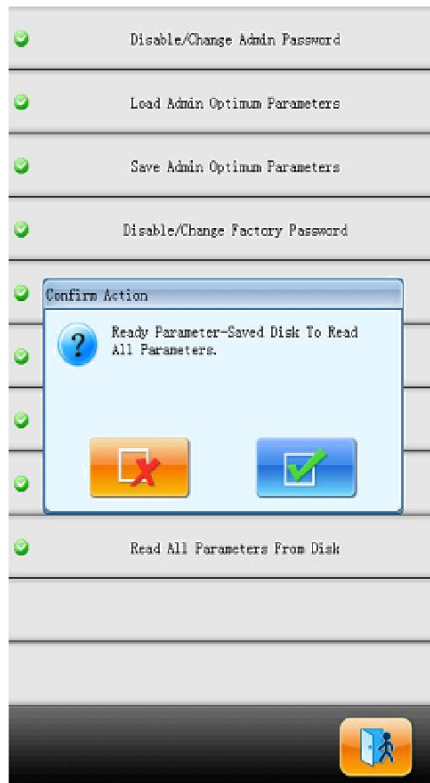 Disable/Change Admin Password
Load Admin Optimum Parameters
Save Admin Optimum Parameters
Disable/Change Factory Password
Confirm Action
Ready Parameter-Saved Disk To Read
All Parameters.
Read All Parameters From Disk